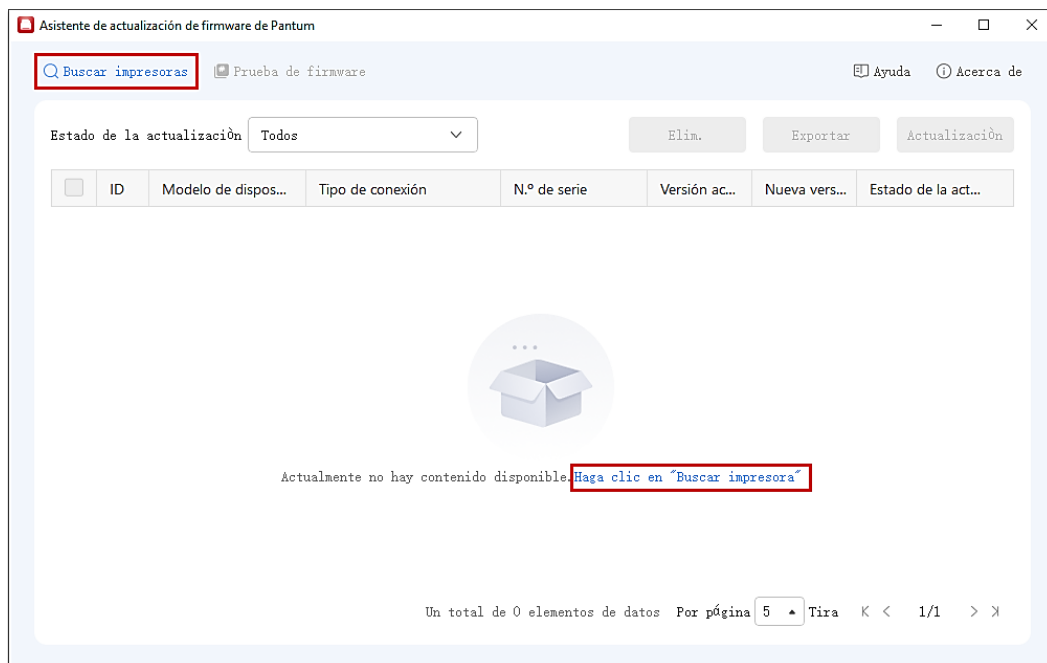 Asistente de actualización de firmware de Pantum
Buscar impresoras Prueba de firmware Ayuda Acerca de
Estado de la actualización Todos Elim. Exportar Actualización
ID Modelo de dispos... Tipo de conexión N.º de serie Versión ac... Nueva vers... Estado de la act...
Actualmente no hay contenido disponible.Haga clic en "Buscar impresora"
Un total de 0 elementos de datos Por página 5 Tira 1/1